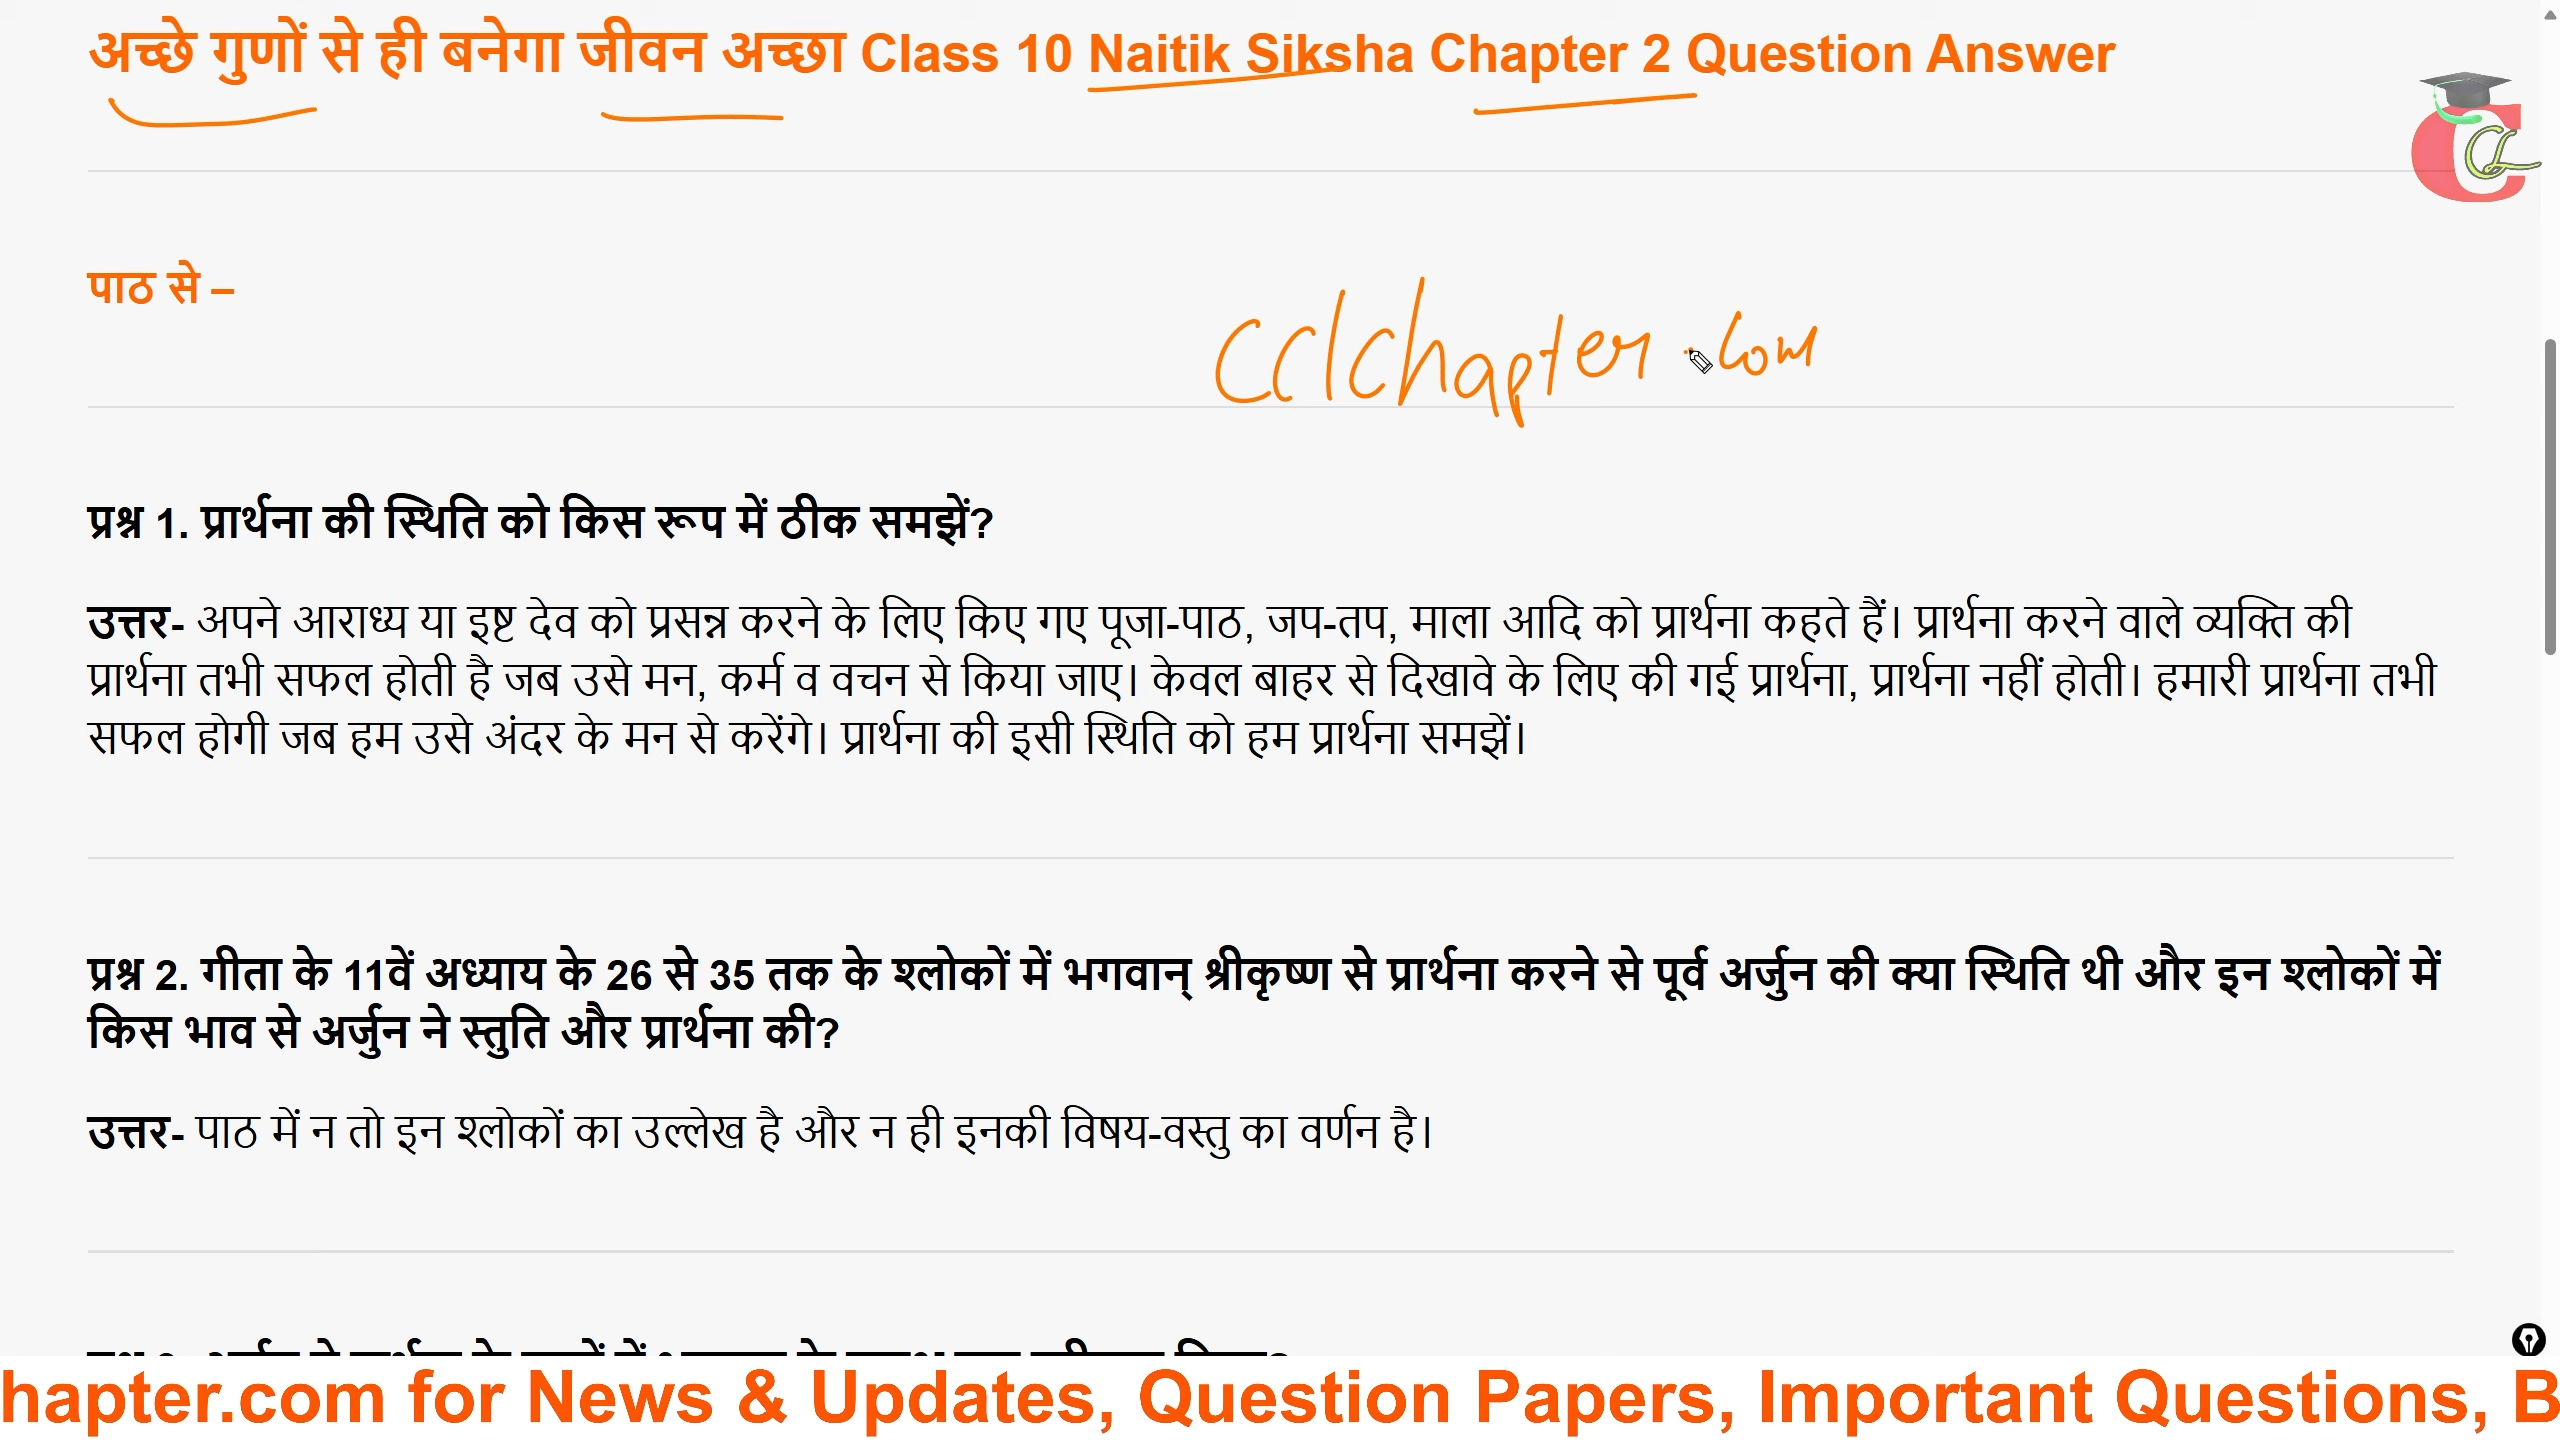 अच्छे गुणों से ही बनेगा जीवन अच्छा Class 10 Naitik Siksha Chapter 2 Question Answer
पाठ से –
cclchapter.com
प्रश्न 1. प्रार्थना की स्थिति को किस रूप में ठीक समझें?
उत्तर- अपने आराध्य या इष्ट देव को प्रसन्न करने के लिए किए गए पूजा-पाठ, जप-तप, माला आदि को प्रार्थना कहते हैं। प्रार्थना करने वाले व्यक्ति की
प्रार्थना तभी सफल होती है जब उसे मन, कर्म व वचन से किया जाए। केवल बाहर से दिखावे के लिए की गई प्रार्थना, प्रार्थना नहीं होती। हमारी प्रार्थना तभी
सफल होगी जब हम उसे अंदर के मन से करेंगे। प्रार्थना की इसी स्थिति को हम प्रार्थना समझें।
प्रश्न 2. गीता के 11वें अध्याय के 26 से 35 तक के श्लोकों में भगवान् श्रीकृष्ण से प्रार्थना करने से पूर्व अर्जुन की क्या स्थिति थी और इन श्लोकों में
किस भाव से अर्जुन ने स्तुति और प्रार्थना की?
उत्तर- पाठ में न तो इन श्लोकों का उल्लेख है और न ही इनकी विषय-वस्तु का वर्णन है।
hapter.com for News & Updates, Question Papers, Important Questions, B